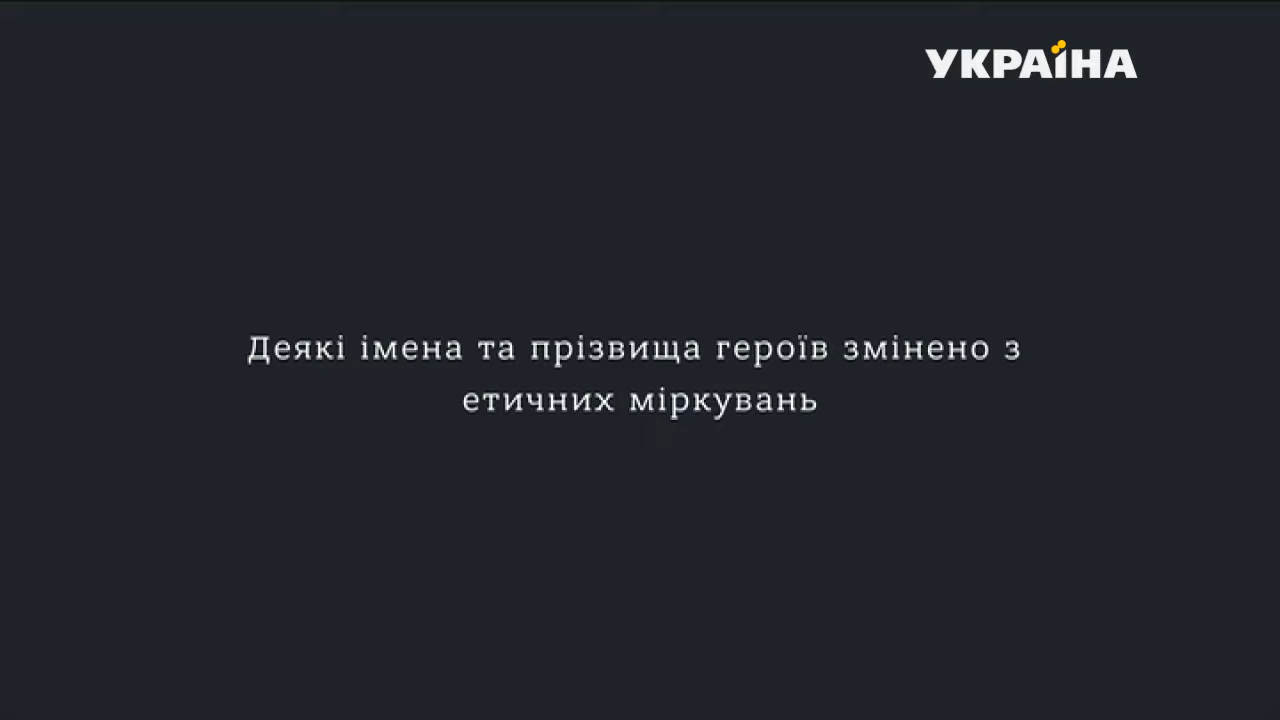 УКРАЇНА
Деякі імена та прізвища героїв змінено з
етичних міркувань